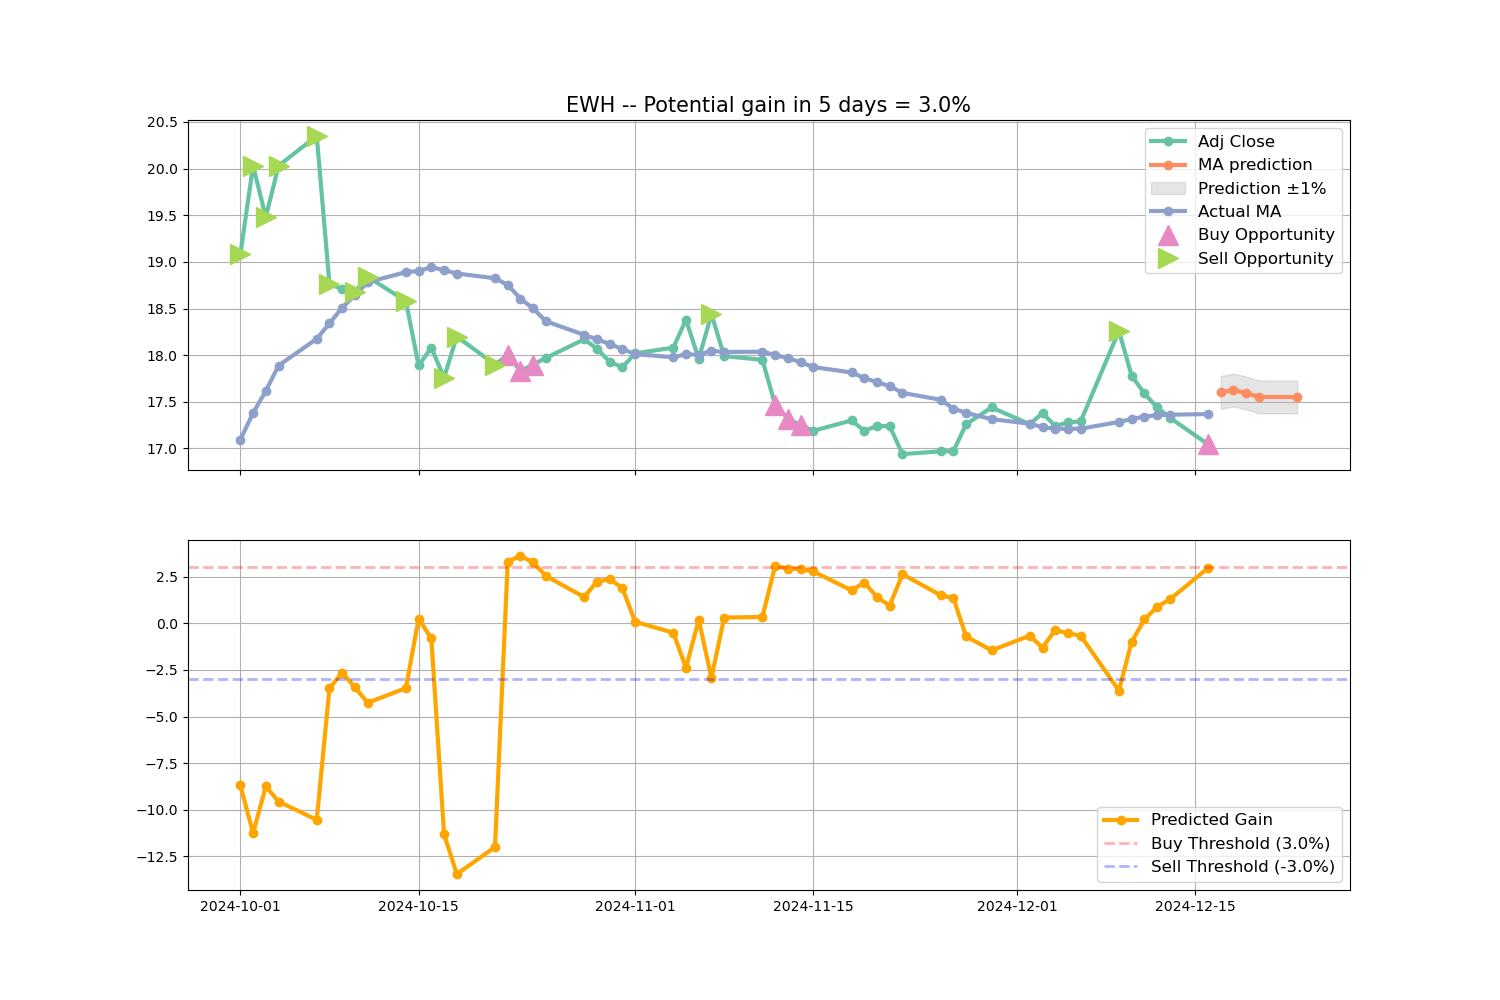 EWH -- Potential gain in 5 days = 3.0%
20.5
20.0
19.5
19.0
18.5
18.0
17.5
17.0
Adj Close
MA prediction
Prediction ±1%
Actual MA
Buy Opportunity
Sell Opportunity
2.5
0.0
−2.5
−5.0
−7.5
−10.0
−12.5
Predicted Gain
Buy Threshold (3.0%)
Sell Threshold (-3.0%)
2024-10-01 2024-10-15 2024-11-01 2024-11-15 2024-12-01 2024-12-15